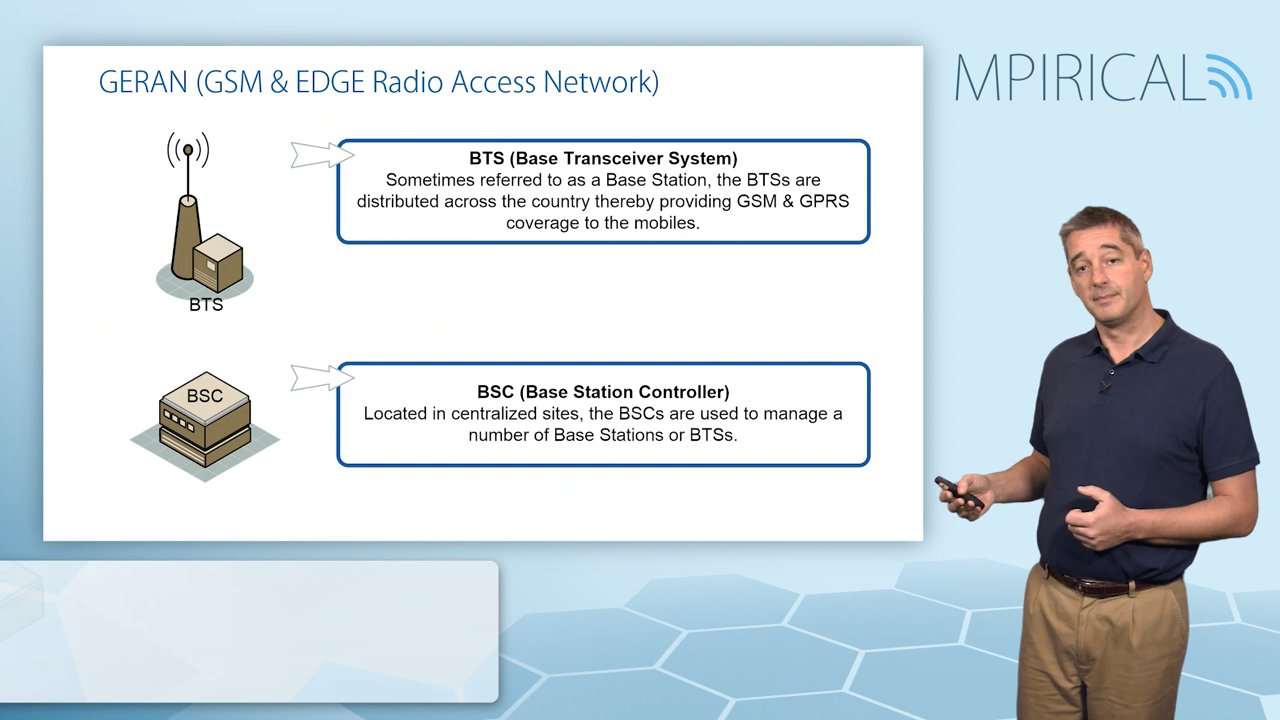 GERAN (GSM & EDGE Radio Access Network)
MPIRICAL
BTS (Base Transceiver System)
Sometimes referred to as a Base Station, the BTSs are
distributed across the country thereby providing GSM & GPRS
coverage to the mobiles.
BTS
BSC (Base Station Controller)
Located in centralized sites, the BSCs are used to manage a
number of Base Stations or BTSs.
BSC